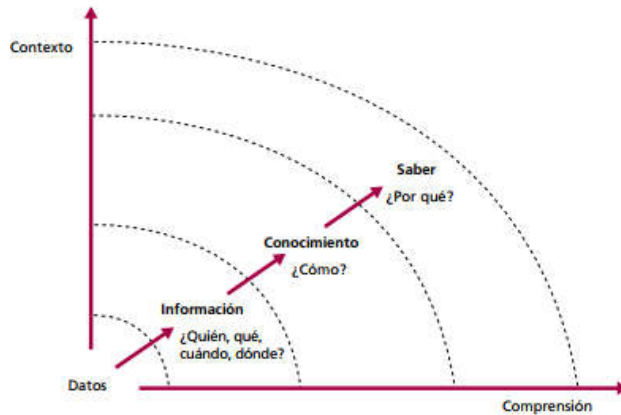 Contexto
Saber
¿Por qué?
Conocimiento
¿Cómo?
Información
¿Quién, qué,
cuándo, dónde?
Datos
Comprensión